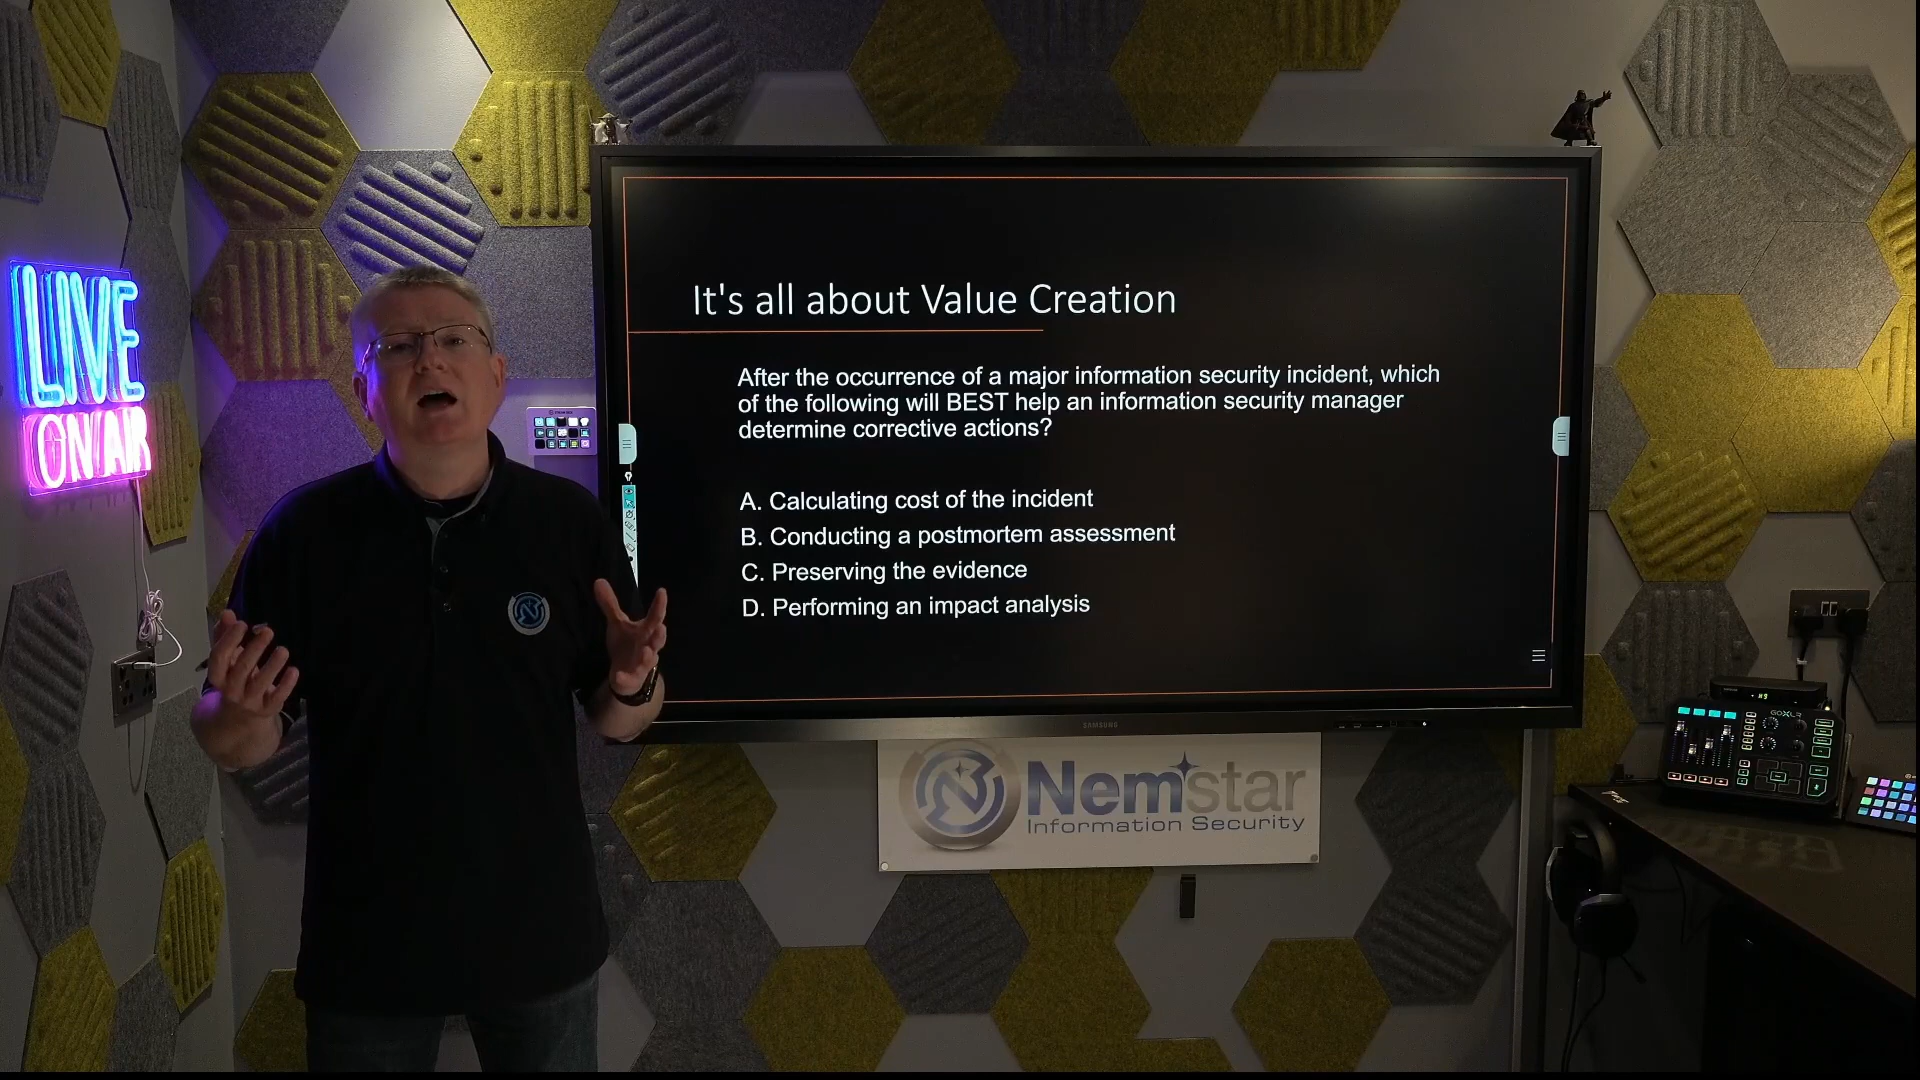 LIVE
ON AIR
It's all about Value Creation
After the occurrence of a major information security incident, which
of the following will BEST help an information security manager
determine corrective actions?
A. Calculating cost of the incident
B. Conducting a postmortem assessment
C. Preserving the evidence
D. Performing an impact analysis
SAMSUNG
Nemstar
Information Security
GOXLR